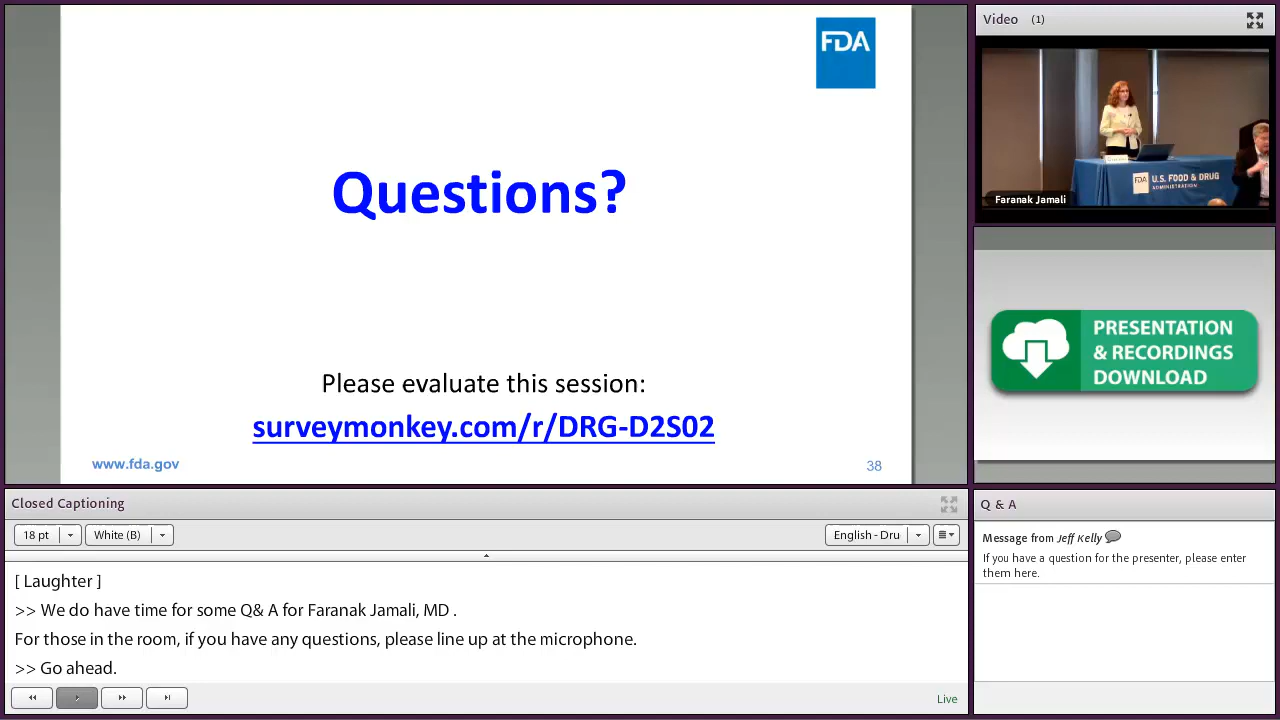 FDA
Questions?
Please evaluate this session:
surveymonkey.com/r/DRG-D2S02
www.fda.gov
38
Video (1)
FDA U.S. FOOD & DRUG
ADMINISTRATION
Faranak Jamali
PRESENTATION
& RECORDINGS
DOWNLOAD
Closed Captioning
18 pt
White (B)
English - Dru
[ Laughter ]
>> We do have time for some Q& A for Faranak Jamali, MD .
For those in the room, if you have any questions, please line up at the microphone.
>> Go ahead.
Live
Q & A
Message from Jeff Kelly
If you have a question for the presenter, please enter
them here.